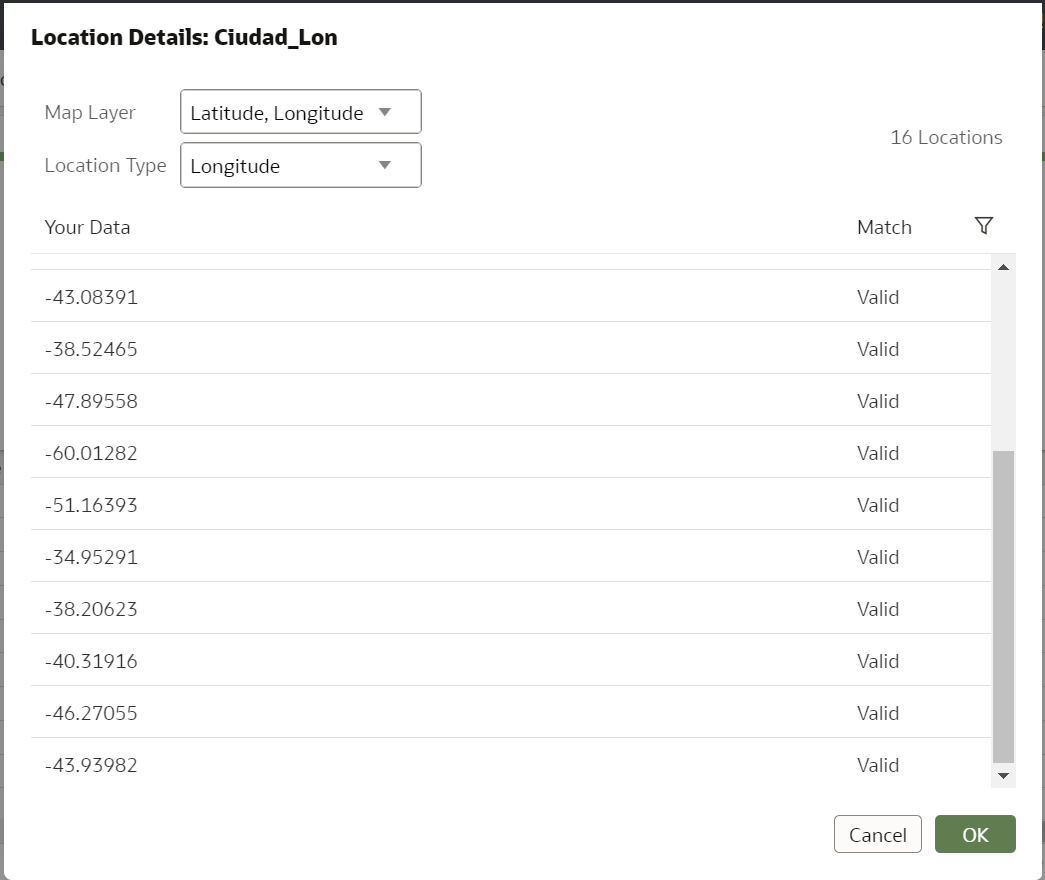 Location Details: Ciudad_Lon
Map Layer Latitude, Longitude
16 Locations
Location Type Longitude
Your Data Match
-43.08391 Valid
-38.52465 Valid
-47.89558 Valid
-60.01282 Valid
-51.16393 Valid
-34.95291 Valid
-38.20623 Valid
-40.31916 Valid
-46.27055 Valid
-43.93982 Valid
Cancel OK